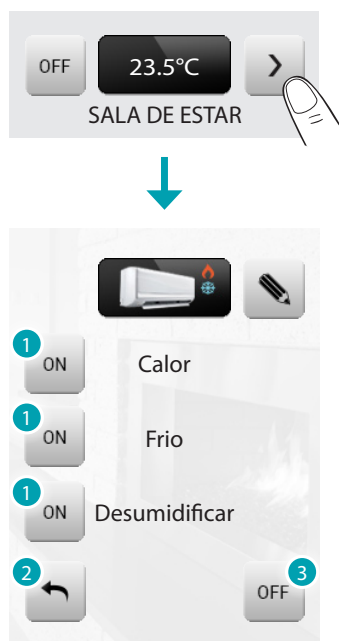 OFF 23.5°C >
SALA DE ESTAR
1 ON Calor
1 ON Frio
1 ON Desumidificar
2 OFF 3